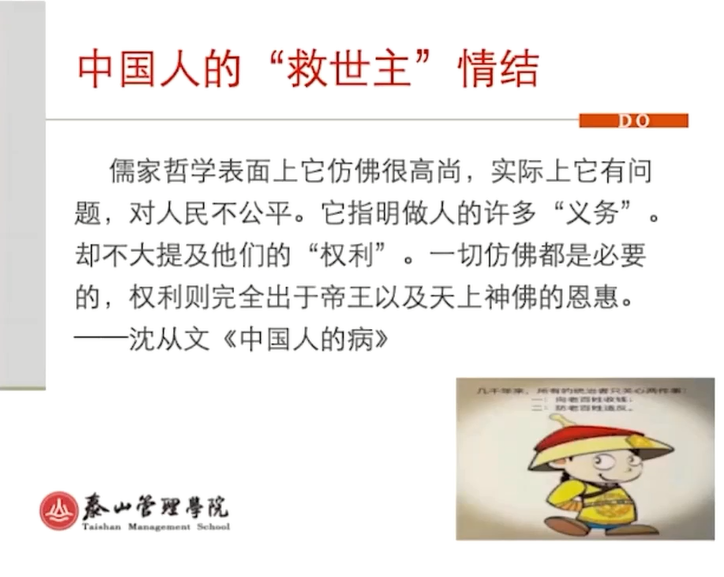 中国人的“救世主”情结
DO
儒家哲学表面上它仿佛很高尚，实际上它有问
题，对人民不公平。它指明做人的许多“义务”。
却不大提及他们的“权利”。一切仿佛都是必要
的，权利则完全出于帝王以及天上神佛的恩惠。
——沈从文《中国人的病》
几千年来，所有的统治者只关心两件事：
一：向老百姓收钱；
二：防老百姓造反。
泰山管理學院
Taishan Management School